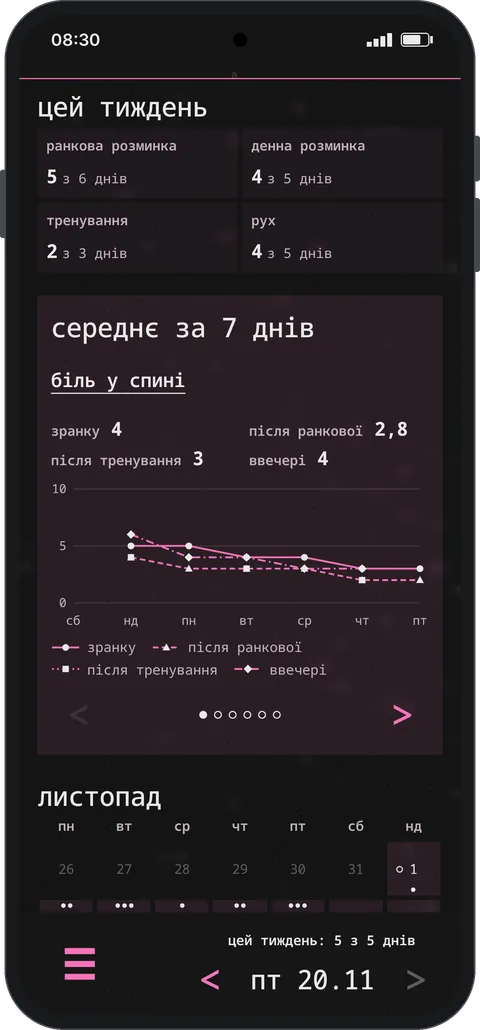 08:30
цей тиждень
ранкова розминка
5 з 6 днів
денна розминка
4 з 5 днів
тренування
2 з 3 днів
рух
4 з 5 днів
середнє за 7 днів
біль у спині
зранку 4
після ранкової 2,8
після тренування 3
ввечері 4
10
5
0
сб нд пн вт ср чт пт
зранку після ранкової
після тренування ввечері
< >
листопад
пн вт ср чт пт сб нд
26 27 28 29 30 31 1
цей тиждень: 5 з 5 днів
< пт 20.11 >